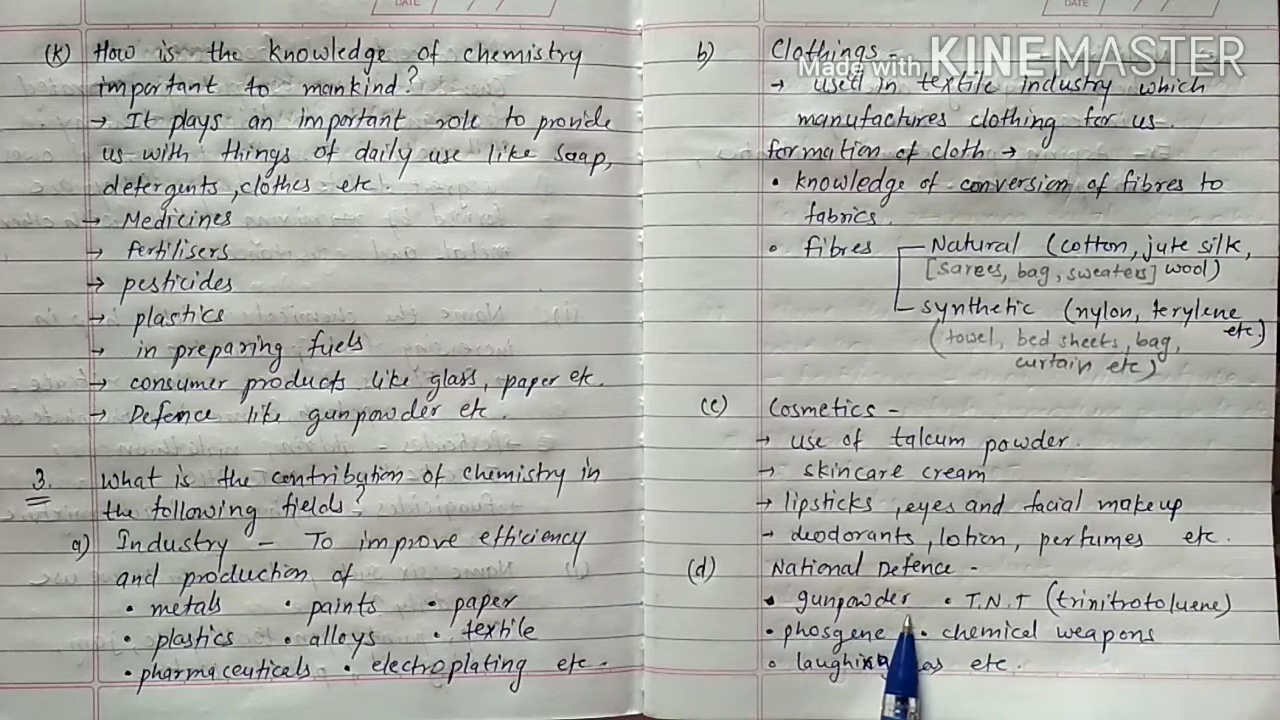 DATE
(K) How is the knowledge of chemistry
important to mankind?
→ It plays an important role to provide
us with things of daily use like soap,
detergents, clothes etc.
→ Medicines
→ fertilisers
→ pesticides
→ plastics
→ in preparing fuels
→ consumer products like glass, paper etc.
→ Defence like gunpowder etc.
3. What is the contribution of chemistry in
the following fields?
a) Industry - To improve efficiency
and production of
• metals • paints • paper
• plastics • alloys • textile
• pharmaceuticals • electroplating etc.
DATE
b) Clothings -
Made with KINEMASTER
→ used in textile industry which
manufactures clothing for us.
formation of cloth →
• knowledge of conversion of fibres to
fabrics.
• fibres Natural (cotton, jute silk,
[sarees, bag, sweaters] wool)
synthetic (nylon, terylene
etc.)
(towel, bed sheets, bag,
curtain etc)
(c) Cosmetics -
→ use of talcum powder.
→ skincare cream
→ lipsticks, eyes and facial makeup
→ deodorants, lotion, perfumes etc.
(d) National Defence -
• gunpowder • T.N.T (trinitrotoluene)
• phosgene • chemical weapons
• laughing as etc.